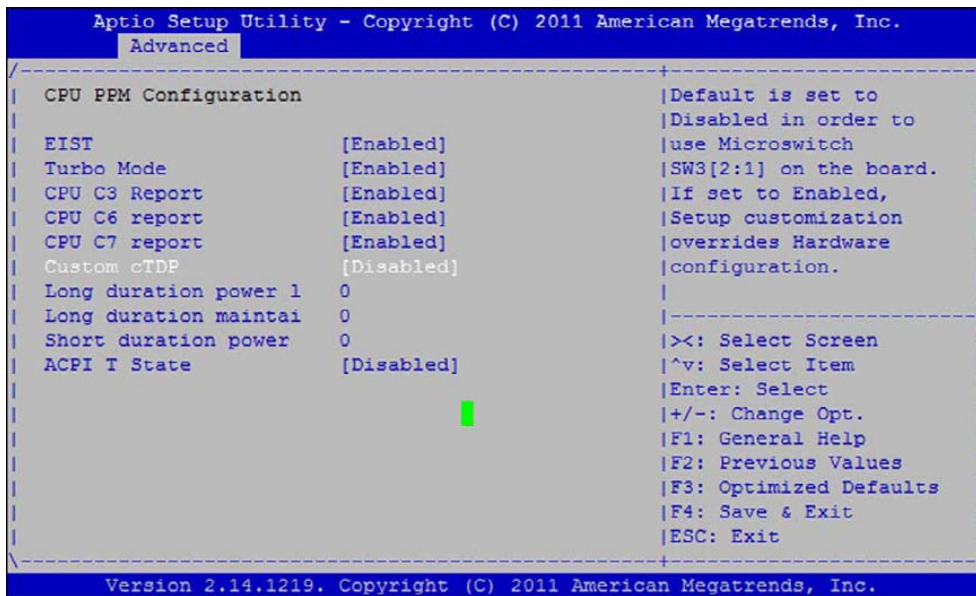 Aptio Setup Utility - Copyright (C) 2011 American Megatrends, Inc.
Advanced
CPU PPM Configuration
EIST [Enabled]
Turbo Mode [Enabled]
CPU C3 Report [Enabled]
CPU C6 report [Enabled]
CPU C7 report [Enabled]
Custom cTDP [Disabled]
Long duration power l 0
Long duration maintai 0
Short duration power 0
ACPI T State [Disabled]
Default is set to
Disabled in order to
use Microswitch
SW3[2:1] on the board.
If set to Enabled,
Setup customization
overrides Hardware
configuration.
><: Select Screen
^v: Select Item
Enter: Select
+/-: Change Opt.
F1: General Help
F2: Previous Values
F3: Optimized Defaults
F4: Save & Exit
ESC: Exit
Version 2.14.1219. Copyright (C) 2011 American Megatrends, Inc.